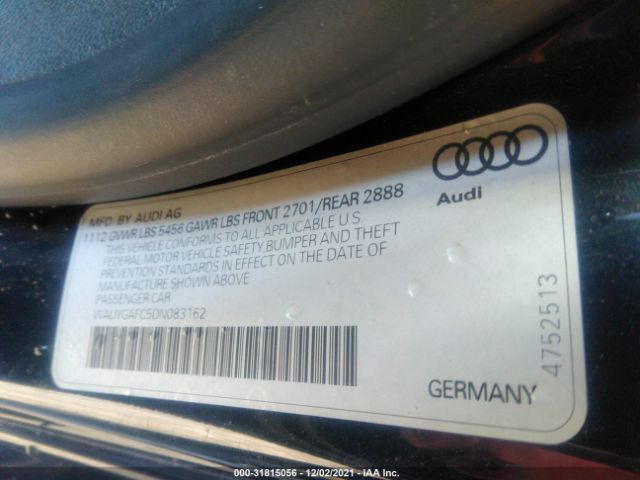 MFD. BY AUDI AG
1112 GVWR LBS 5456 GAWR LBS FRONT 2701/REAR 2888
THIS VEHICLE CONFORMS TO ALL APPLICABLE U S
FEDERAL MOTOR VEHICLE SAFETY, BUMPER AND THEFT
PREVENTION STANDARDS IN EFFECT ON THE DATE OF
MANUFACTURE SHOWN ABOVE
PASSENGER CAR
WAUYGAFC5DN083162
Audi
4752513
GERMANY
000-31815056 - 12/02/2021 - IAA Inc.